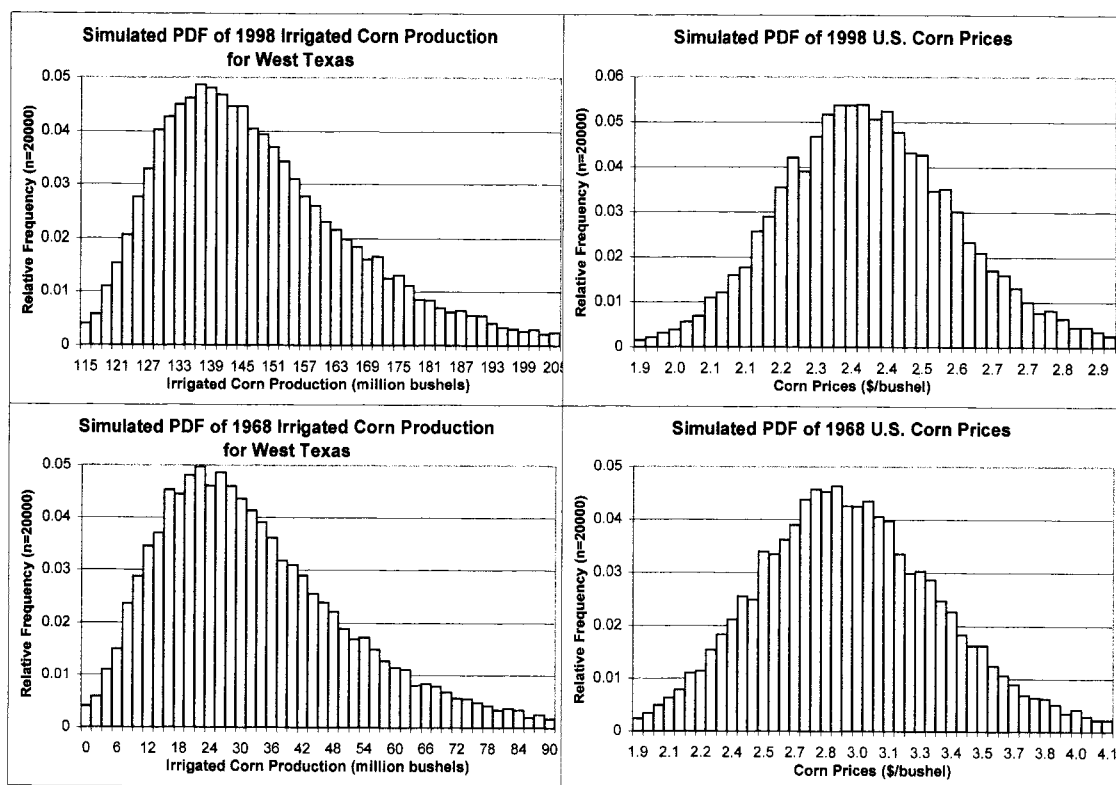 Simulated PDF of 1998 Irrigated Corn Production
for West Texas
Relative Frequency (n=20000)
0.05
0.04
0.03
0.02
0.01
0
115 121 127 133 139 145 151 157 163 169 175 181 187 193 199 205
Irrigated Corn Production (million bushels)
Simulated PDF of 1998 U.S. Corn Prices
Relative Frequency (n=20000)
0.06
0.05
0.04
0.03
0.02
0.01
0
1.9 2.0 2.1 2.1 2.2 2.3 2.4 2.4 2.5 2.5 2.6 2.7 2.7 2.8 2.9
Corn Prices ($/bushel)
Simulated PDF of 1968 Irrigated Corn Production
for West Texas
Relative Frequency (n=20000)
0.05
0.04
0.03
0.02
0.01
0
0 6 12 18 24 30 36 42 48 54 60 66 72 78 84 90
Irrigated Corn Production (million bushels)
Simulated PDF of 1968 U.S. Corn Prices
Relative Frequency (n=20000)
0.05
0.04
0.03
0.02
0.01
0
1.9 2.1 2.2 2.4 2.5 2.7 2.8 3.0 3.1 3.3 3.4 3.5 3.7 3.8 4.0 4.1
Corn Prices ($/bushel)